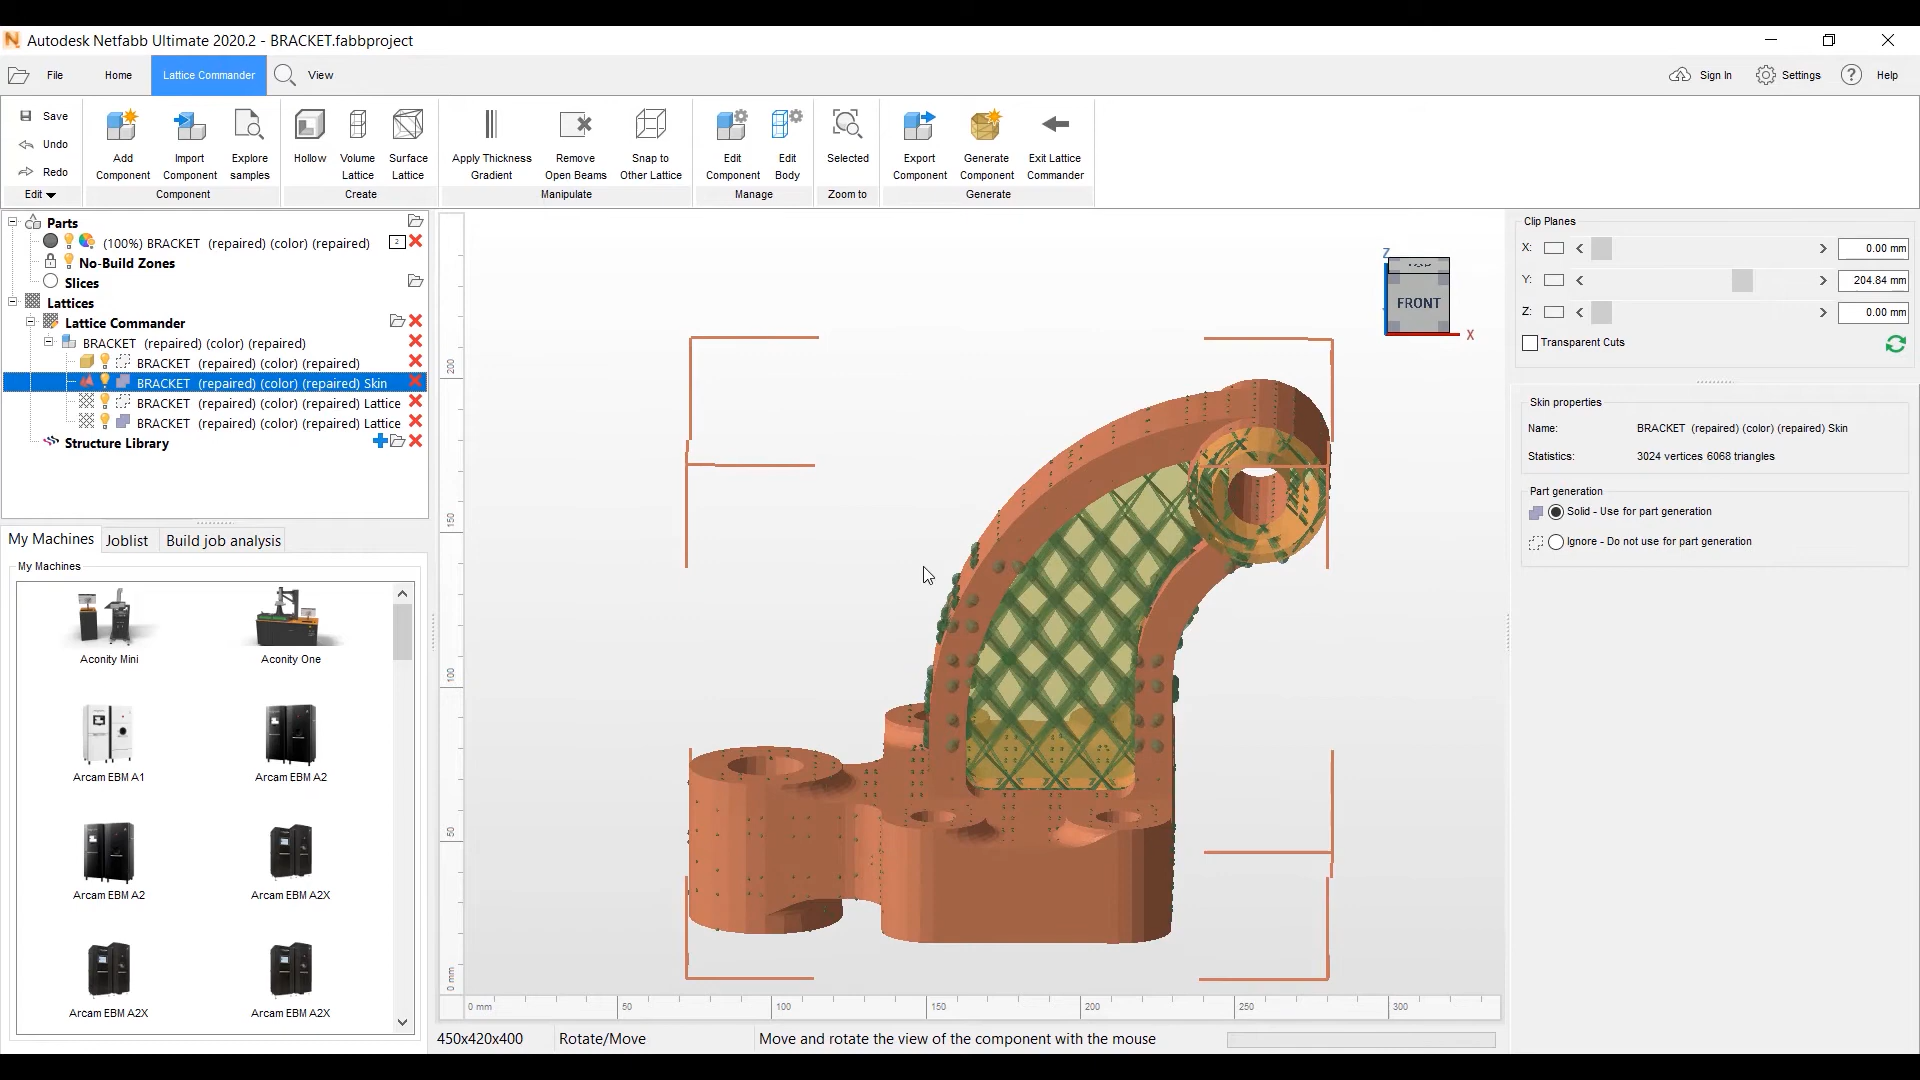 Autodesk Netfabb Ultimate 2020.2 - BRACKET.fabbproject
File
Home
Lattice Commander
View
Sign In
Settings
? Help
Save
Undo
Redo
Edit
Add Component
Import Component
Explore samples
Component
Hollow
Volume Lattice
Surface Lattice
Create
Apply Thickness Gradient
Remove Open Beams
Snap to Other Lattice
Manipulate
Edit Component
Edit Body
Manage
Selected
Zoom to
Export Component
Generate Component
Exit Lattice Commander
Generate
Parts
(100%) BRACKET (repaired) (color) (repaired) 2
No-Build Zones
Slices
Lattices
Lattice Commander
BRACKET (repaired) (color) (repaired)
BRACKET (repaired) (color) (repaired)
BRACKET (repaired) (color) (repaired) Skin
BRACKET (repaired) (color) (repaired) Lattice
BRACKET (repaired) (color) (repaired) Lattice
Structure Library
My Machines
Joblist
Build job analysis
My Machines
Aconity Mini
Aconity One
Arcam EBM A1
Arcam EBM A2
Arcam EBM A2
Arcam EBM A2X
Arcam EBM A2X
Arcam EBM A2X
Z
TOP
FRONT
X
200
150
100
50
0 mm
0 mm
50
100
150
200
250
300
450x420x400
Rotate/Move
Move and rotate the view of the component with the mouse
Clip Planes
X: 0.00 mm
Y: 204.84 mm
Z: 0.00 mm
Transparent Cuts
Skin properties
Name: BRACKET (repaired) (color) (repaired) Skin
Statistics: 3024 vertices 6068 triangles
Part generation
Solid - Use for part generation
Ignore - Do not use for part generation